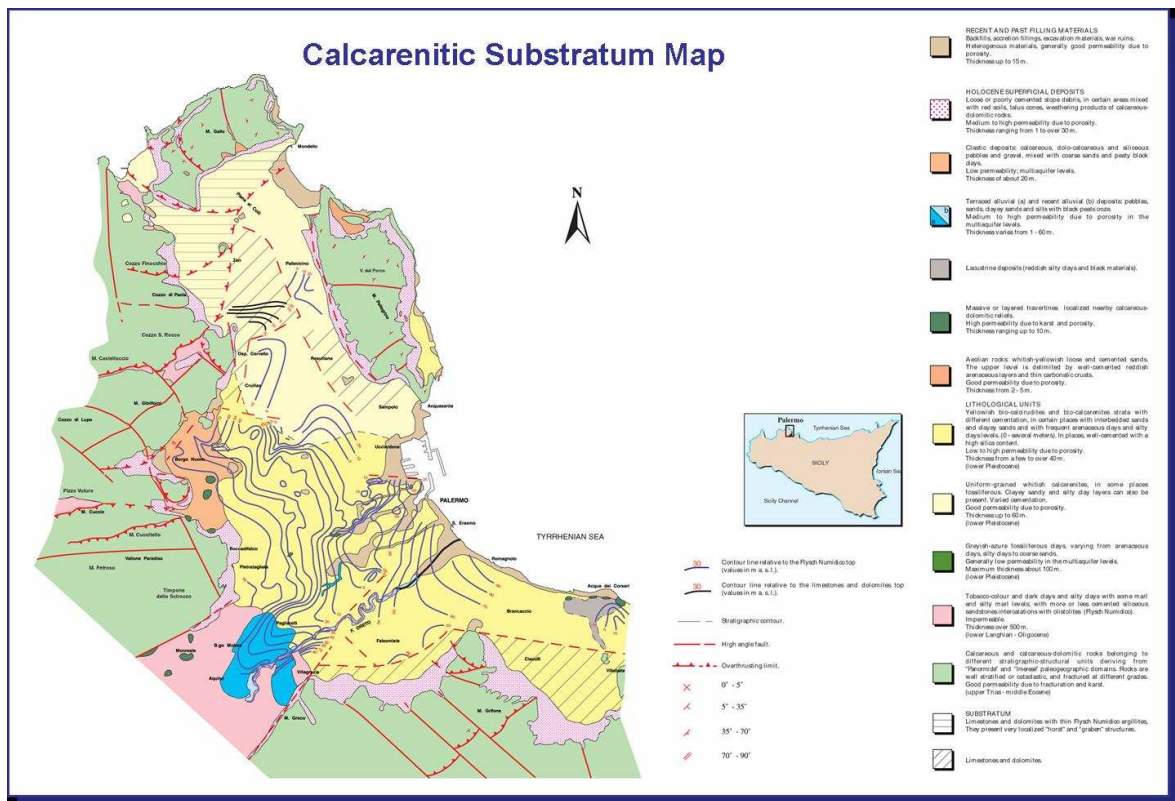 Calcarenitic Substratum Map
M. Gallo
Mondello
Piana di Colli
Zen
Pallavicino
V. del Porco
M. Pellegrino
Cozzo Finocchio
Cozzo di Paola
Cozzo S. Rocco
M. Castellaccio
Osp. Cervello
Resuttana
Cruillas
M. Gibilforni
Sampolo
Acquasanta
Cozzo di Lupo
Ucciardone
Borgo Nuovo
Pizzo Valure
PALERMO
M. Cuccio
S. Erasmo
M. Cuccitello
Boccadifalco
TYRRHENIAN SEA
Vallone Paradiso
Romagnolo
M. Petroso
Pietratagliata
Acqua dei Corsari
Timpone
dello Scirocco
Brancaccio
Pagliarelli
F. ORETO
B.go Molara
Falsomiele
Monreale
Ciaculli
Villagrazia
Villabate
Aquino
M. Grifone
M. Greco
N
Palermo
Tyrrhenian Sea
SICILY
Ionian Sea
Sicily Channel
30
Contour line relative to the Flysch Numidico top
(values in m a. s. l.).
30
Contour line relative to the limestones and dolomites top
(values in m a. s. l.).
Stratigraphic contour.
High angle fault.
Overthrusting limit.
0° - 5°
5° - 35°
35° - 70°
70° - 90°
RECENT AND PAST FILLING MATERIALS
Backfills, accretion fillings, excavation materials, war ruins.
Heterogenous materials, generally good permeability due to
porosity.
Thickness up to 15 m.
HOLOCENE SUPERFICIAL DEPOSITS
Loose or poorly cemented slope debris, in certain areas mixed
with red soils, talus cones, weathering products of calcareous-
dolomitic rocks.
Medium to high permeability due to porosity.
Thickness ranging from 1 to over 30 m.
Clastic deposits: calcareous, dolo-calcareous and siliceous
pebbles and gravel, mixed with coarse sands and peaty black
clays.
Low permeability; multiaquifer levels.
Thickness of about 20 m.
b
a
Terraced alluvial (a) and recent alluvial (b) deposits: pebbles,
sands, clayey sands and silts with black peats ooze.
Medium to high permeability due to porosity in the
multiaquifer levels.
Thickness varies from 1 - 60 m.
Lacustrine deposits (reddish silty clays and black materials).
Massive or layered travertines localized nearby calcareous-
dolomitic reliefs.
High permeability due to karst and porosity.
Thickness ranging up to 10 m.
Aeolian rocks: whitish-yellowish loose and cemented sands.
The upper level is delimited by well-cemented reddish
arenaceous layers and thin carbonatic crusts.
Good permeability due to porosity.
Thickness from 2 - 5 m.
LITHOLOGICAL UNITS
Yellowish bio-calcirudites and bio-calcarenites strata with
different cementation, in certain places with interbedded sands
and clayey sands and with frequent arenaceous clays and silty
clays levels. (0 - several meters). In places, well-cemented with a
high silica content.
Low to high permeability due to porosity.
Thickness from a few to over 40 m.
(lower Pleistocene)
Uniform-grained whitish calcarenites, in some places
fossiliferous. Clayey sandy and silty clay layers can also be
present. Varied cementation.
Good permeability due to porosity.
Thickness up to 60 m.
(lower Pleistocene)
Greyish-azure fossiliferous clays, varying from arenaceous
clays, silty clays to coarse sands.
Generally low permeability in the multiaquifer levels.
Maximum thickness about 100 m.
(lower Pleistocene)
Tobacco-colour and dark clays and silty clays with some marl
and silty marl levels; with more or less cemented siliceous
sandstones intercalations with olistolites (Flysch Numidico).
Impermeable.
Thickness over 500 m.
(lower Langhian - Oligocene)
Calcareous and calcareous-dolomitic rocks belonging to
different stratigraphic-structural units deriving from
"Panormide" and "Imerese" paleogeographic domains. Rocks are
well stratified or cataclastic, and fractured at different grades.
Good permeability due to fracturation and karst.
(upper Trias - middle Eocene)
SUBSTRATUM
Limestones and dolomites with thin Flysch Numidico argillites.
They present very localized "horst" and "graben" structures.
Limestones and dolomites.